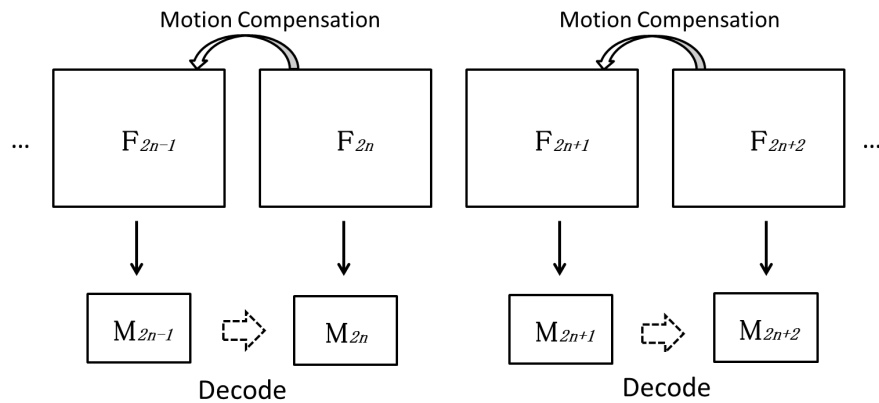 Motion Compensation Motion Compensation
... F2n-1 F2n F2n+1 F2n+2 ...
M2n-1 M2n M2n+1 M2n+2
Decode Decode